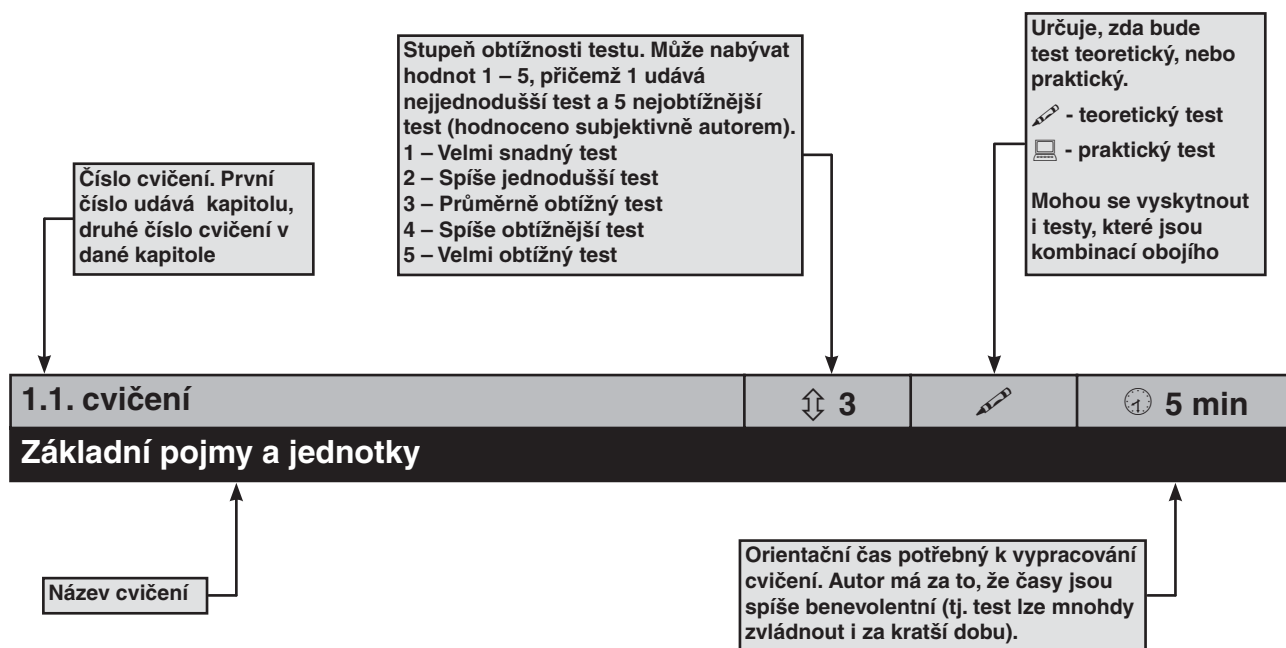 Stupeň obtížnosti testu. Může nabývat
hodnot 1 – 5, přičemž 1 udává
nejjednodušší test a 5 nejobtížnější
test (hodnoceno subjektivně autorem).
1 – Velmi snadný test
2 – Spíše jednodušší test
3 – Průměrně obtížný test
4 – Spíše obtížnější test
5 – Velmi obtížný test
Určuje, zda bude
test teoretický, nebo
praktický.
- teoretický test
- praktický test
Mohou se vyskytnout
i testy, které jsou
kombinací obojího
Číslo cvičení. První
číslo udává kapitolu,
druhé číslo cvičení v
dané kapitole
1.1. cvičení 3 5 min
Základní pojmy a jednotky
Název cvičení
Orientační čas potřebný k vypracování
cvičení. Autor má za to, že časy jsou
spíše benevolentní (tj. test lze mnohdy
zvládnout i za kratší dobu).